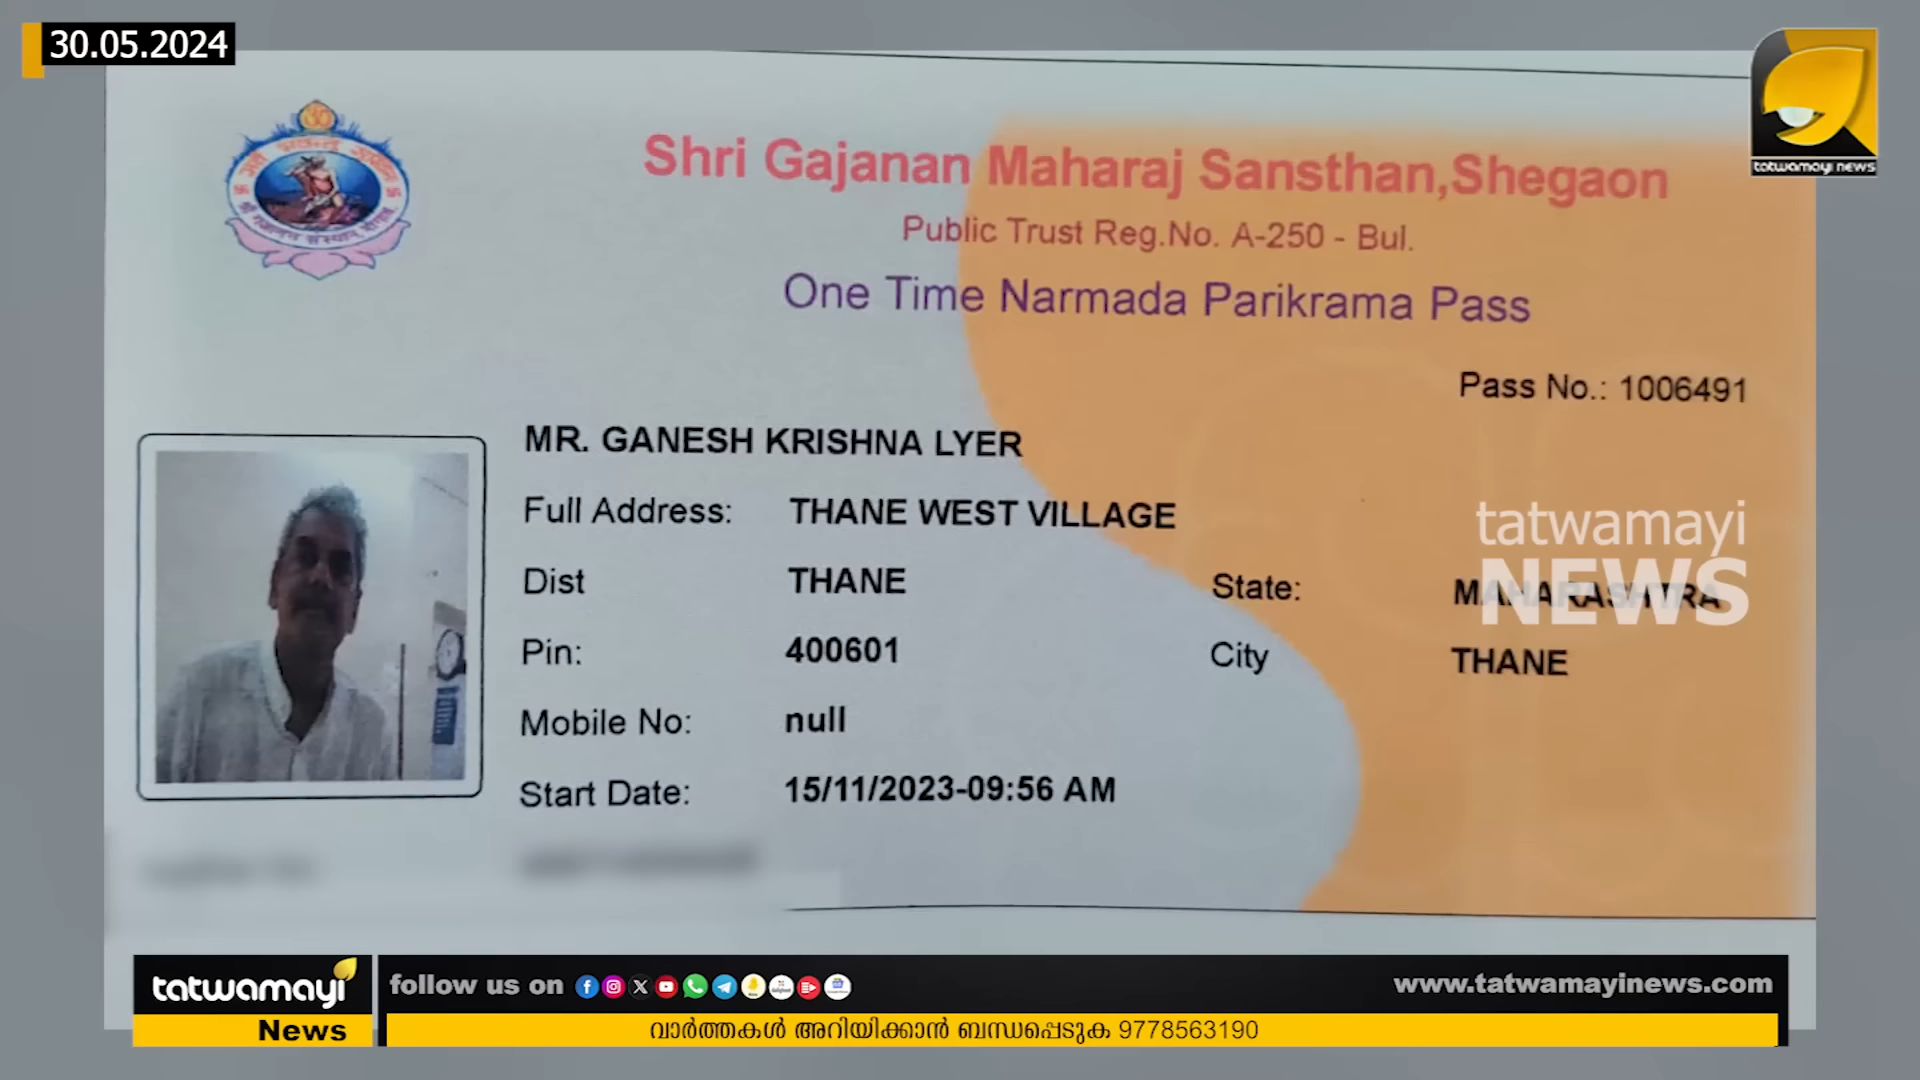 30.05.2024
tatwamayi news
Shri Gajanan Maharaj Sansthan,Shegaon
Public Trust Reg.No. A-250 - Bul.
One Time Narmada Parikrama Pass
Pass No.: 1006491
MR. GANESH KRISHNA LYER
Full Address: THANE WEST VILLAGE
Dist THANE State: MAHARASHTRA
Pin: 400601 City THANE
Mobile No: null
Start Date: 15/11/2023-09:56 AM
tatwamayi
NEWS
tatwamayi
News
follow us on www.tatwamayinews.com
വാർത്തകൾ അറിയിക്കാൻ ബന്ധപ്പെടുക 9778563190